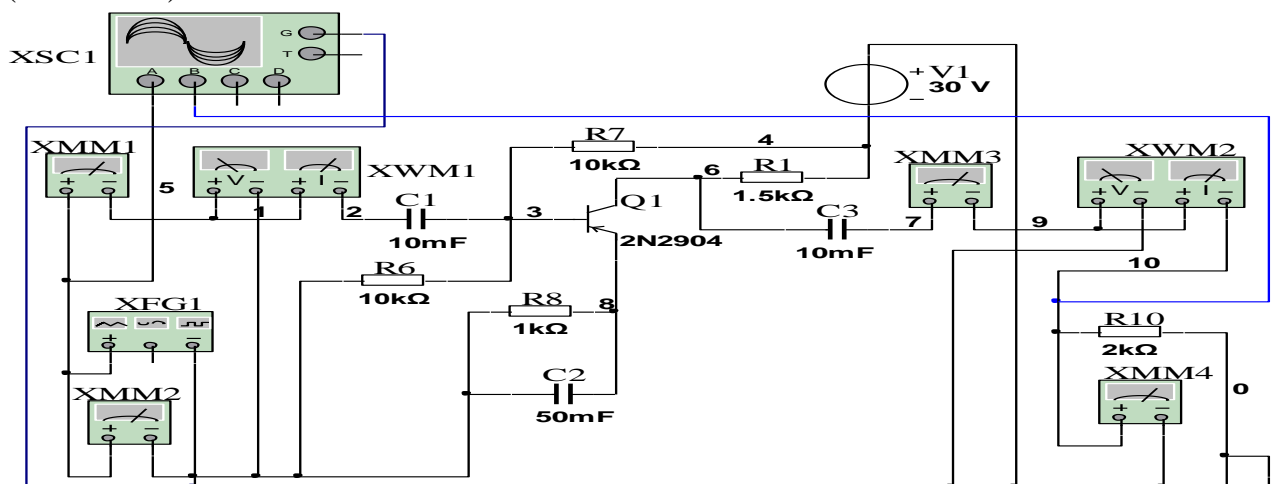 XSC1
G
T
A B C D
+ V1
30 V
−
XMM1
+ −
5
+ V − + I −
XWM1
1
2
C1
10mF
R7
10kΩ
4
6
R1
1.5kΩ
3
Q1
2N2904
C3
10mF
7
XMM3
+ −
9
XWM2
+ V − + I −
10
R6
10kΩ
XFG1
+ −
R8
1kΩ
8
C2
50mF
XMM2
+ −
R10
2kΩ
XMM4
+ −
0